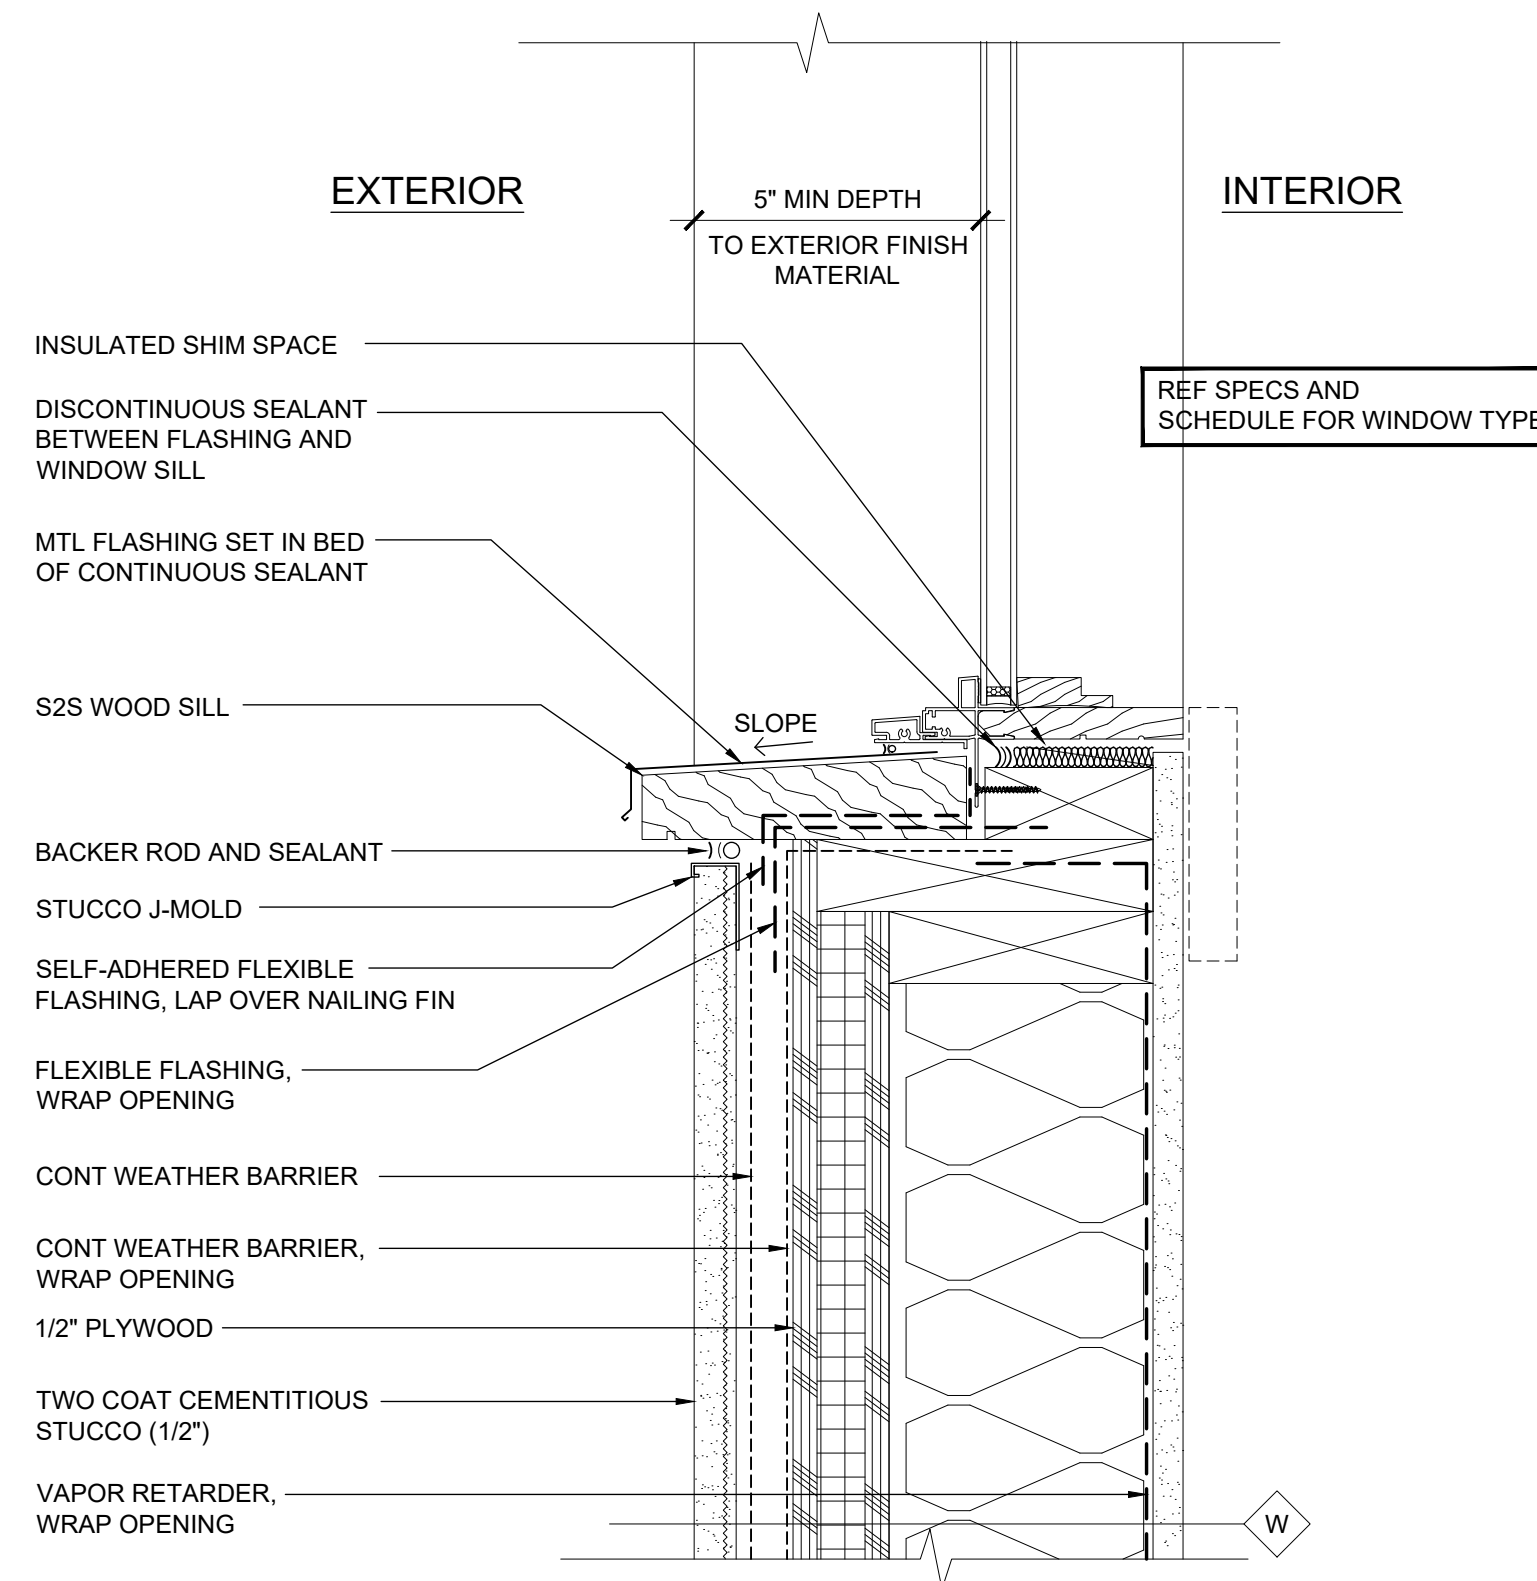 EXTERIOR
INTERIOR
5" MIN DEPTH
TO EXTERIOR FINISH
MATERIAL
INSULATED SHIM SPACE
REF SPECS AND
SCHEDULE FOR WINDOW TYPE
DISCONTINUOUS SEALANT
BETWEEN FLASHING AND
WINDOW SILL
MTL FLASHING SET IN BED
OF CONTINUOUS SEALANT
S2S WOOD SILL
SLOPE
BACKER ROD AND SEALANT
STUCCO J-MOLD
SELF-ADHERED FLEXIBLE
FLASHING, LAP OVER NAILING FIN
FLEXIBLE FLASHING,
WRAP OPENING
CONT WEATHER BARRIER
CONT WEATHER BARRIER,
WRAP OPENING
1/2" PLYWOOD
TWO COAT CEMENTITIOUS
STUCCO (1/2")
VAPOR RETARDER,
WRAP OPENING
W